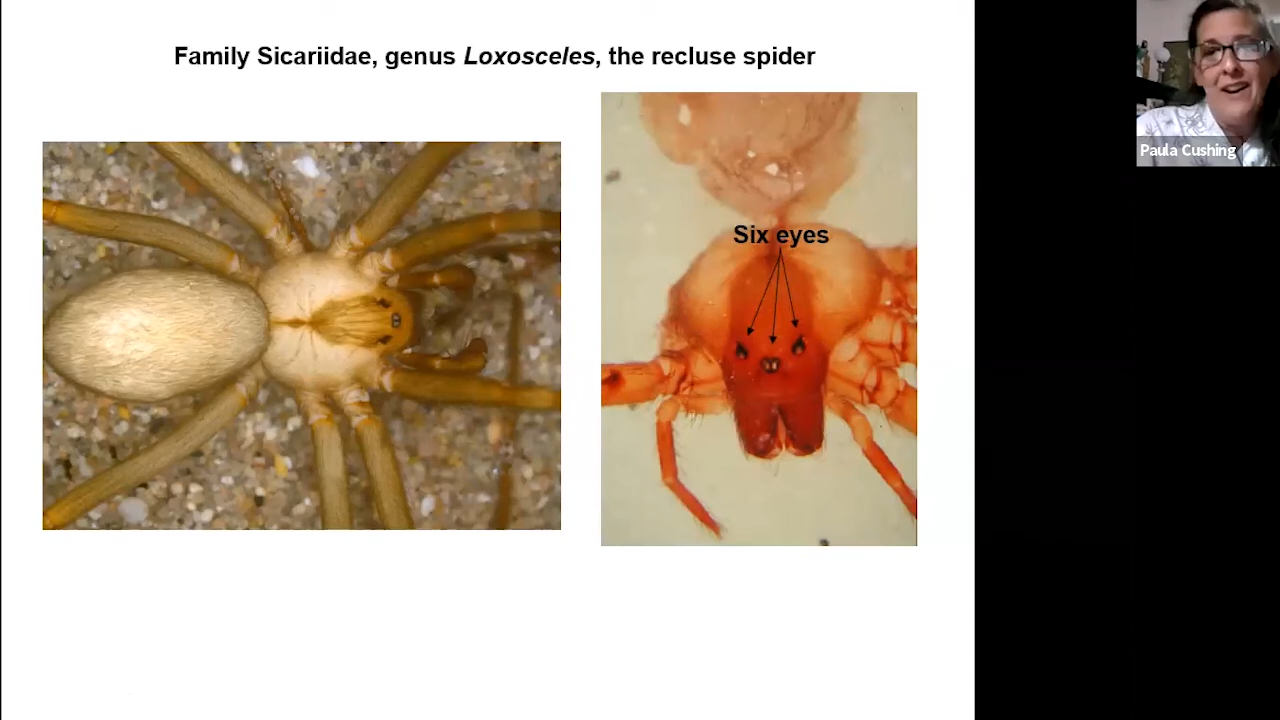 Family Sicariidae, genus Loxosceles, the recluse spider
Six eyes
Paula Cushing